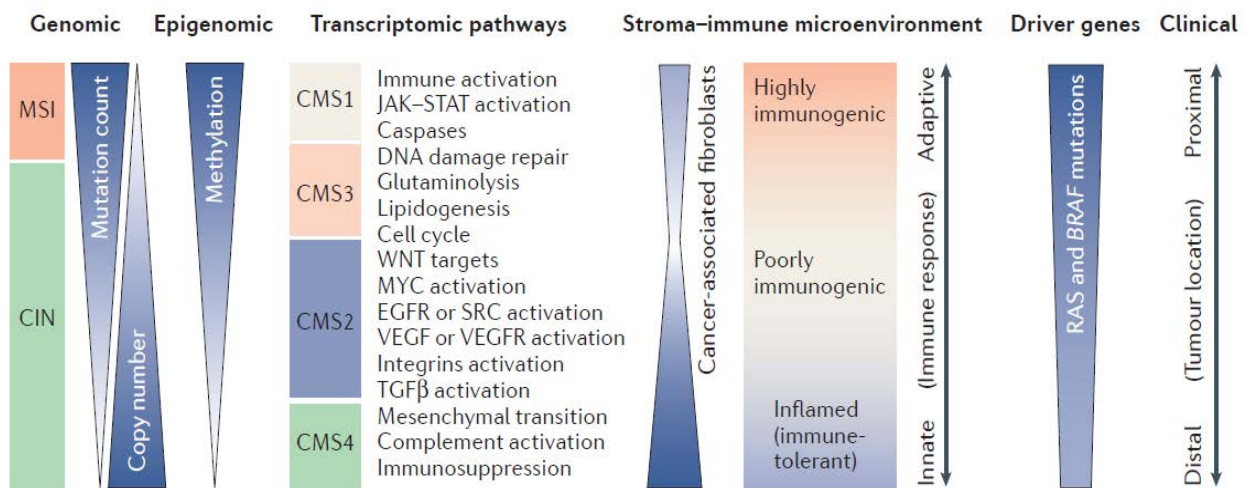 Genomic
Epigenomic
Transcriptomic pathways
Stroma–immune microenvironment
Driver genes
Clinical
MSI
CIN
Mutation count
Copy number
Methylation
CMS1
CMS3
CMS2
CMS4
Immune activation
JAK–STAT activation
Caspases
DNA damage repair
Glutaminolysis
Lipidogenesis
Cell cycle
WNT targets
MYC activation
EGFR or SRC activation
VEGF or VEGFR activation
Integrins activation
TGFβ activation
Mesenchymal transition
Complement activation
Immunosuppression
Cancer-associated fibroblasts
Highly
immunogenic
Poorly
immunogenic
Inflamed
(immune-
tolerant)
Innate (Immune response) Adaptive
RAS and BRAF mutations
Distal (Tumour location) Proximal